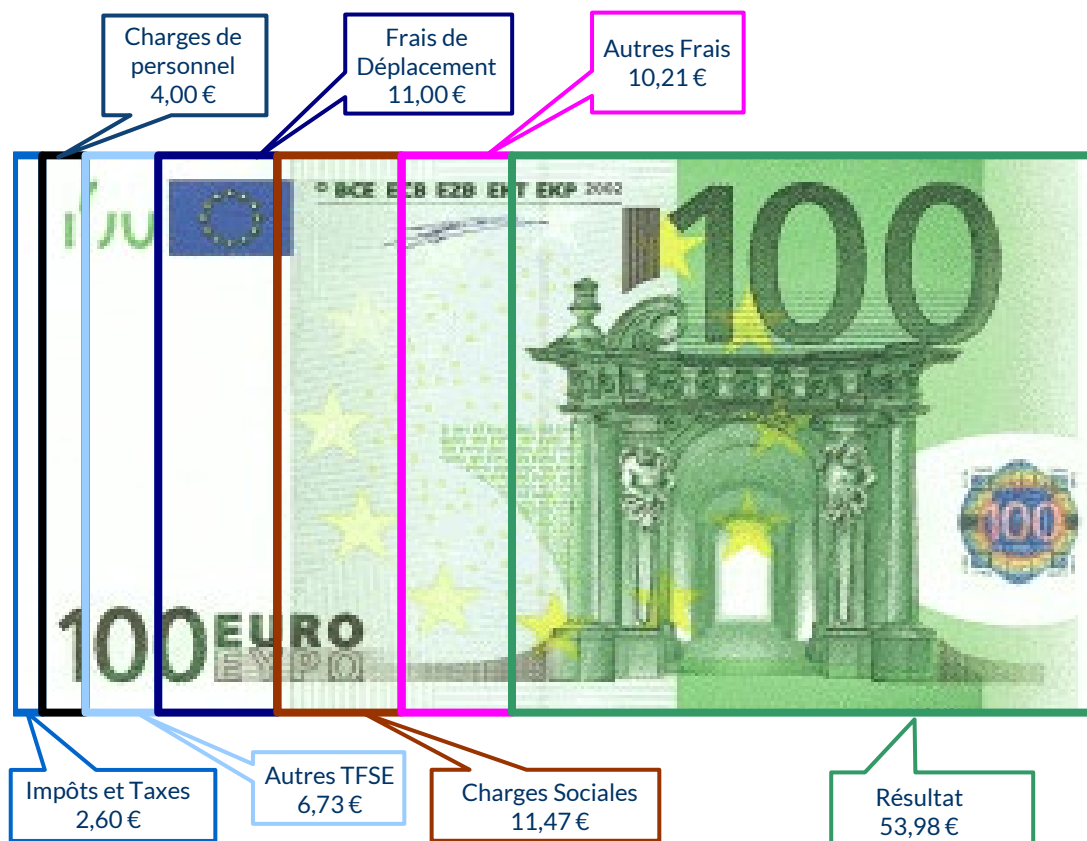 Charges de
personnel
4,00 €
Frais de
Déplacement
11,00 €
Autres Frais
10,21 €
© BCE ECB EZB EKT EKP 2002
100
100
100 EURO
ΕΥΡΩ
Impôts et Taxes
2,60 €
Autres TFSE
6,73 €
Charges Sociales
11,47 €
Résultat
53,98 €